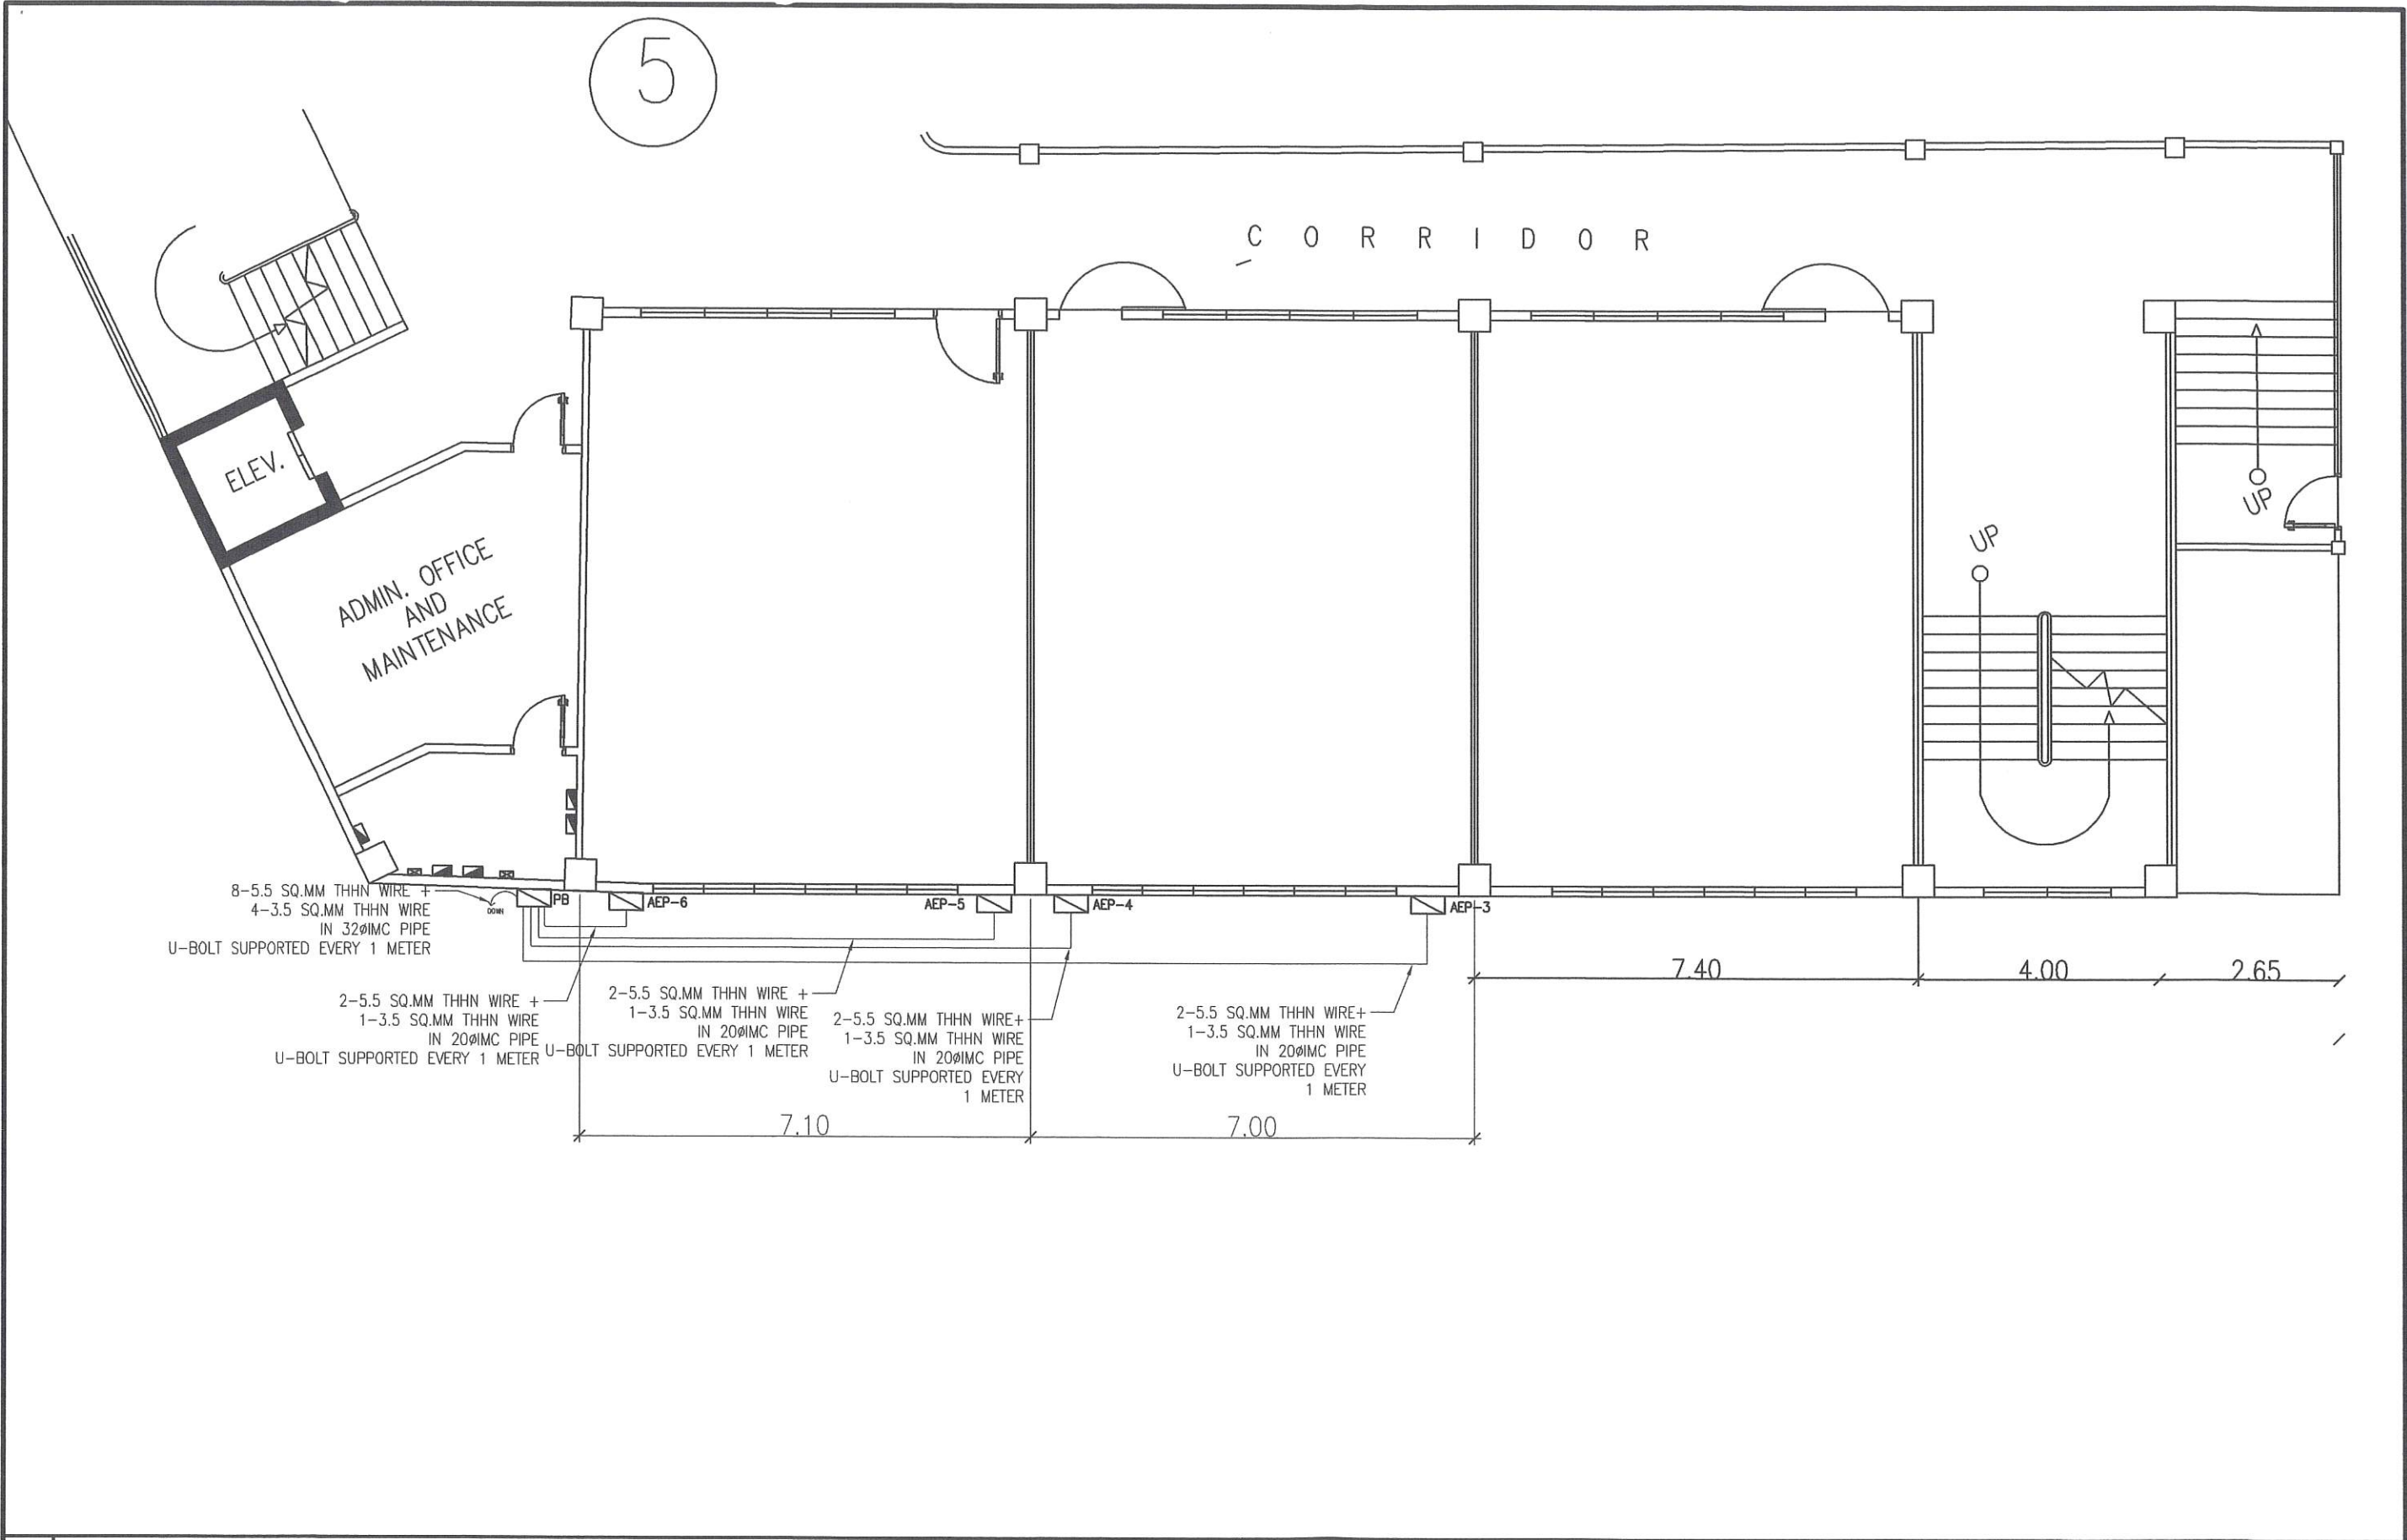 5
C O R R I D O R
ELEV.
ADMIN. OFFICE
AND
MAINTENANCE
UP
UP
8-5.5 SQ.MM THHN WIRE +
4-3.5 SQ.MM THHN WIRE
IN 32ØIMC PIPE
U-BOLT SUPPORTED EVERY 1 METER
DOWN
PB
AEP-6
AEP-5
AEP-4
AEP-3
2-5.5 SQ.MM THHN WIRE +
1-3.5 SQ.MM THHN WIRE
IN 20ØIMC PIPE
U-BOLT SUPPORTED EVERY 1 METER
2-5.5 SQ.MM THHN WIRE +
1-3.5 SQ.MM THHN WIRE
IN 20ØIMC PIPE
U-BOLT SUPPORTED EVERY 1 METER
2-5.5 SQ.MM THHN WIRE+
1-3.5 SQ.MM THHN WIRE
IN 20ØIMC PIPE
U-BOLT SUPPORTED EVERY
1 METER
2-5.5 SQ.MM THHN WIRE+
1-3.5 SQ.MM THHN WIRE
IN 20ØIMC PIPE
U-BOLT SUPPORTED EVERY
1 METER
7.40
4.00
2.65
7.10
7.00